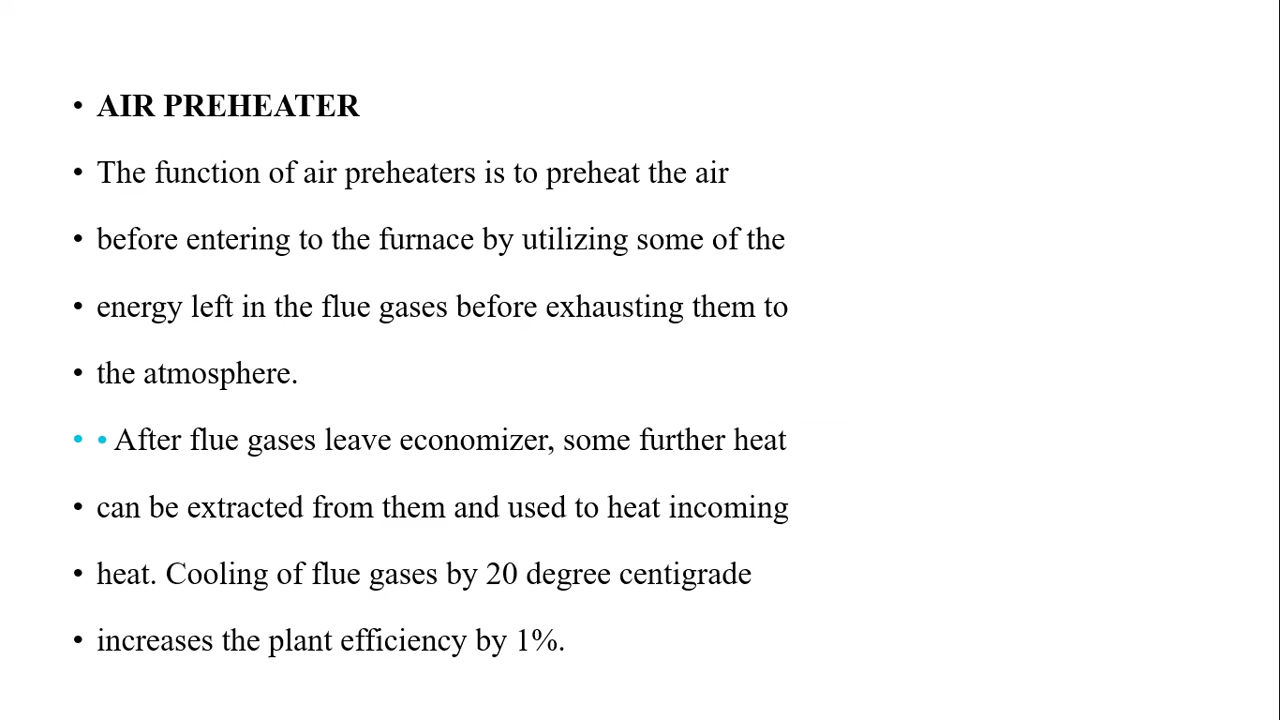 • AIR PREHEATER
• The function of air preheaters is to preheat the air
• before entering to the furnace by utilizing some of the
• energy left in the flue gases before exhausting them to
• the atmosphere.
• • After flue gases leave economizer, some further heat
• can be extracted from them and used to heat incoming
• heat. Cooling of flue gases by 20 degree centigrade
• increases the plant efficiency by 1%.